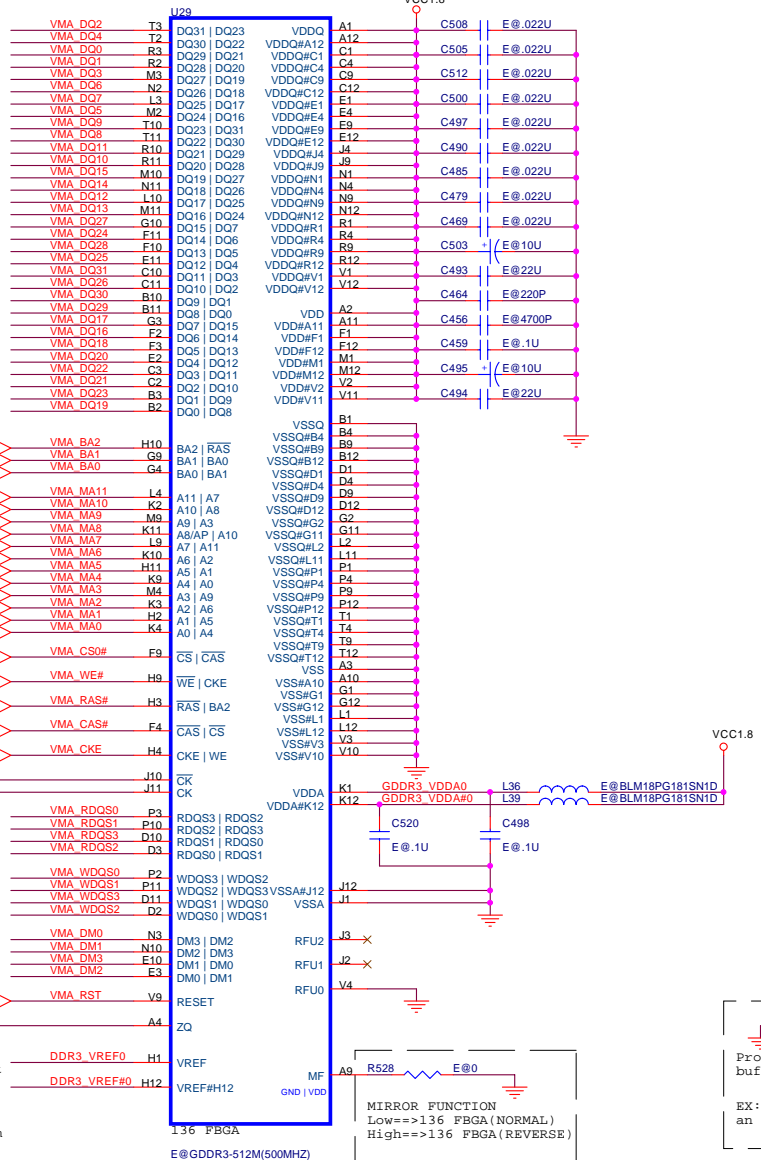 U29
VCC1.8
VMA_DQ2 T3 DQ31 | DQ23 VDDQ A1 C508 E@.022U
VMA_DQ4 T2 DQ30 | DQ22 VDDQ#A12 A12
VMA_DQ0 R3 DQ29 | DQ21 VDDQ#C1 C1 C505 E@.022U
VMA_DQ1 R2 DQ28 | DQ20 VDDQ#C4 C4
VMA_DQ3 M3 DQ27 | DQ19 VDDQ#C9 C9 C512 E@.022U
VMA_DQ6 N2 DQ26 | DQ18 VDDQ#C12 C12
VMA_DQ7 L3 DQ25 | DQ17 VDDQ#E1 E1 C500 E@.022U
VMA_DQ5 M2 DQ24 | DQ16 VDDQ#E4 E4
VMA_DQ9 T10 DQ23 | DQ31 VDDQ#E9 E9 C497 E@.022U
VMA_DQ8 T11 DQ22 | DQ30 VDDQ#E12 E12
VMA_DQ11 R10 DQ21 | DQ29 VDDQ#J4 J4 C490 E@.022U
VMA_DQ10 R11 DQ20 | DQ28 VDDQ#J9 J9
VMA_DQ15 M10 DQ19 | DQ27 VDDQ#N1 N1 C485 E@.022U
VMA_DQ14 N11 DQ18 | DQ26 VDDQ#N4 N4
VMA_DQ12 L10 DQ17 | DQ25 VDDQ#N9 N9 C479 E@.022U
VMA_DQ13 M11 DQ16 | DQ24 VDDQ#N12 N12
VMA_DQ27 G10 DQ15 | DQ7 VDDQ#R1 R1 C469 E@.022U
VMA_DQ24 F11 DQ14 | DQ6 VDDQ#R4 R4
VMA_DQ28 F10 DQ13 | DQ5 VDDQ#R9 R9 C503 + E@10U
VMA_DQ25 E11 DQ12 | DQ4 VDDQ#R12 R12
VMA_DQ31 C10 DQ11 | DQ3 VDDQ#V1 V1 C493 E@22U
VMA_DQ26 C11 DQ10 | DQ2 VDDQ#V12 V12
VMA_DQ30 B10 DQ9 | DQ1 C464 E@220P
VMA_DQ29 B11 DQ8 | DQ0 VDD A2
VMA_DQ17 G3 DQ7 | DQ15 VDD#A11 A11 C456 E@4700P
VMA_DQ16 F2 DQ6 | DQ14 VDD#F1 F1
VMA_DQ18 F3 DQ5 | DQ13 VDD#F12 F12 C459 E@.1U
VMA_DQ20 E2 DQ4 | DQ12 VDD#M1 M1
VMA_DQ22 C3 DQ3 | DQ11 VDD#M12 M12 C495 + E@10U
VMA_DQ21 C2 DQ2 | DQ10 VDD#V2 V2
VMA_DQ23 B3 DQ1 | DQ9 VDD#V11 V11 C494 E@22U
VMA_DQ19 B2 DQ0 | DQ8
VSSQ B1
VSSQ#B4 B4
VMA_BA2 H10 BA2 | RAS VSSQ#B9 B9
VMA_BA1 G9 BA1 | BA0 VSSQ#B12 B12
VMA_BA0 G4 BA0 | BA1 VSSQ#D1 D1
VSSQ#D4 D4
VMA_MA11 L4 A11 | A7 VSSQ#D9 D9
VMA_MA10 K2 A10 | A8 VSSQ#D12 D12
VMA_MA9 M9 A9 | A3 VSSQ#G2 G2
VMA_MA8 K11 A8/AP | A10 VSSQ#G11 G11
VMA_MA7 L9 A7 | A11 VSSQ#L2 L2
VMA_MA6 K10 A6 | A2 VSSQ#L11 L11
VMA_MA5 H11 A5 | A1 VSSQ#P1 P1
VMA_MA4 K9 A4 | A0 VSSQ#P4 P4
VMA_MA3 M4 A3 | A9 VSSQ#P9 P9
VMA_MA2 K3 A2 | A6 VSSQ#P12 P12
VMA_MA1 H2 A1 | A5 VSSQ#T1 T1
VMA_MA0 K4 A0 | A4 VSSQ#T4 T4
VSSQ#T9 T9
VMA_CS0# F9 CS | CAS VSSQ#T12 T12
VSS A3
VMA_WE# H9 WE | CKE VSS#A10 A10
VSS#G1 G1
VMA_RAS# H3 RAS | BA2 VSS#G12 G12
VSS#L1 L1
VMA_CAS# F4 CAS | CS VSS#L12 L12
VSS#V3 V3
VMA_CKE H4 CKE | WE VSS#V10 V10
VCC1.8
J10 CK
J11 CK VDDA K1 GDDR3_VDDA0 L36 E@BLM18PG181SN1D
VDDA#K12 K12 GDDR3_VDDA#0 L39 E@BLM18PG181SN1D
VMA_RDQS0 P3 RDQS3 | RDQS2
VMA_RDQS1 P10 RDQS2 | RDQS3 C520 C498
VMA_RDQS3 D10 RDQS1 | RDQS0
VMA_RDQS2 D3 RDQS0 | RDQS1 E@.1U E@.1U
VMA_WDQS0 P2 WDQS3 | WDQS2
VMA_WDQS1 P11 WDQS2 | WDQS3 VSSA#J12 J12
VMA_WDQS3 D11 WDQS1 | WDQS0 VSSA J1
VMA_WDQS2 D2 WDQS0 | WDQS1
VMA_DM0 N3 DM3 | DM2 RFU2 J3
VMA_DM1 N10 DM2 | DM3
VMA_DM3 E10 DM1 | DM0 RFU1 J2
VMA_DM2 E3 DM0 | DM1
RFU0 V4
VMA_RST V9 RESET
A4 ZQ
DDR3_VREF0 H1 VREF
MF A9 R528 E@0
DDR3_VREF#0 H12 VREF#H12 GND | VDD
MIRROR FUNCTION
Low==>136 FBGA(NORMAL)
High==>136 FBGA(REVERSE)
136 FBGA
E@GDDR3-512M(500MHZ)
Pro
buf
EX:
an